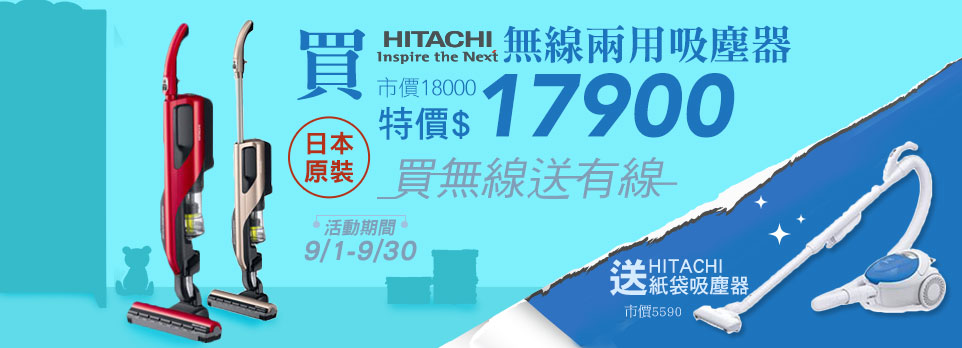 買 HITACHI 無線兩用吸塵器
Inspire the Next
市價18000
特價$ 17900
日本
原裝
買無線送有線
活動期間
9/1-9/30
送 HITACHI
紙袋吸塵器
市價5590